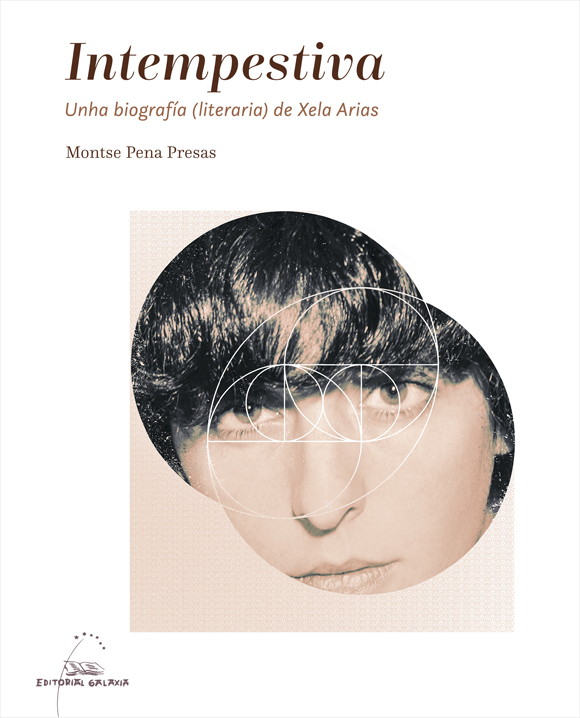 Intempestiva
Unha biografía (literaria) de Xela Arias
Montse Pena Presas
EDITORIAL GALAXIA